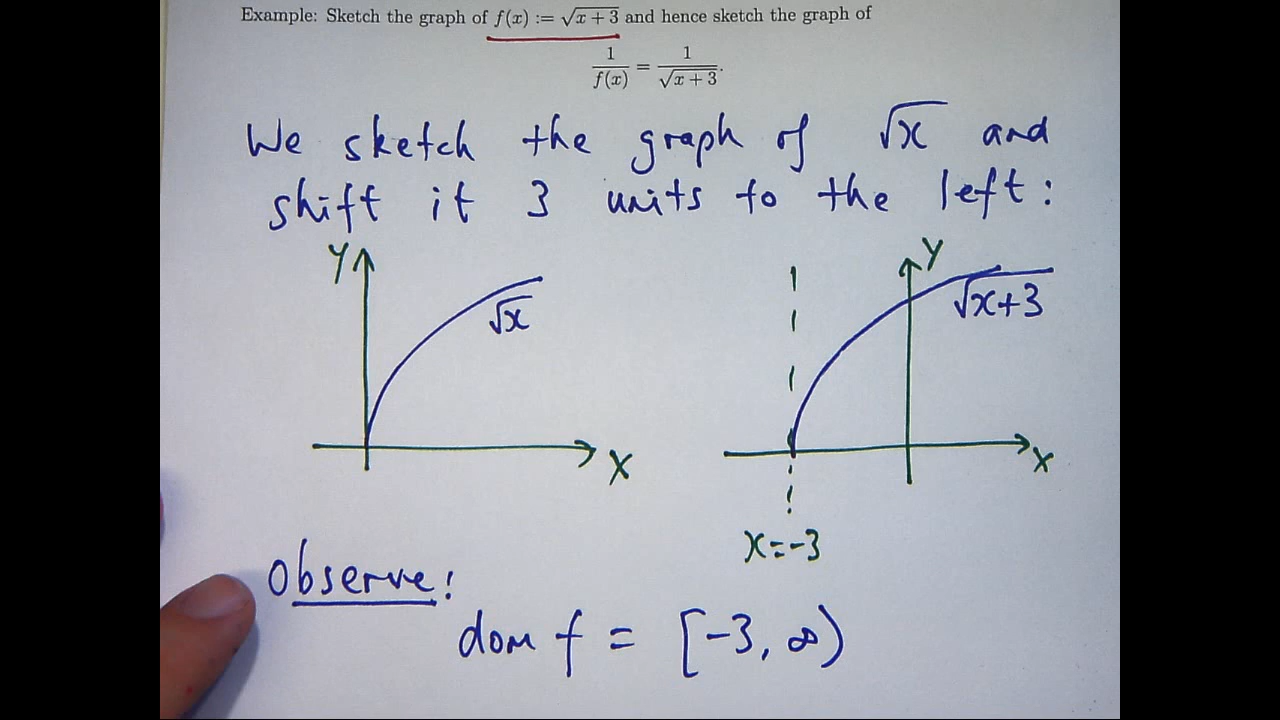 Example: Sketch the graph of f(x) := √x + 3 and hence sketch the graph of
1/f(x) = 1/√x + 3.
We sketch the graph of √x and
shift it 3 units to the left:
Y
√x
X
Y
√x+3
X
x=-3
Observe:
dom f = [-3, ∞)